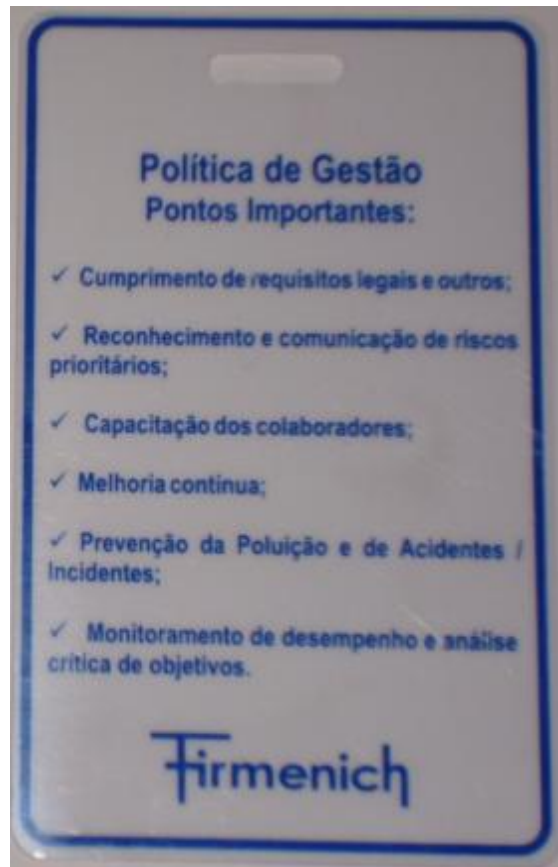 Política de Gestão
Pontos Importantes:
✓ Cumprimento de requisitos legais e outros;
✓ Reconhecimento e comunicação de riscos
prioritários;
✓ Capacitação dos colaboradores;
✓ Melhoria continua;
✓ Prevenção da Poluição e de Acidentes /
Incidentes;
✓ Monitoramento de desempenho e análise
crítica de objetivos.
Firmenich